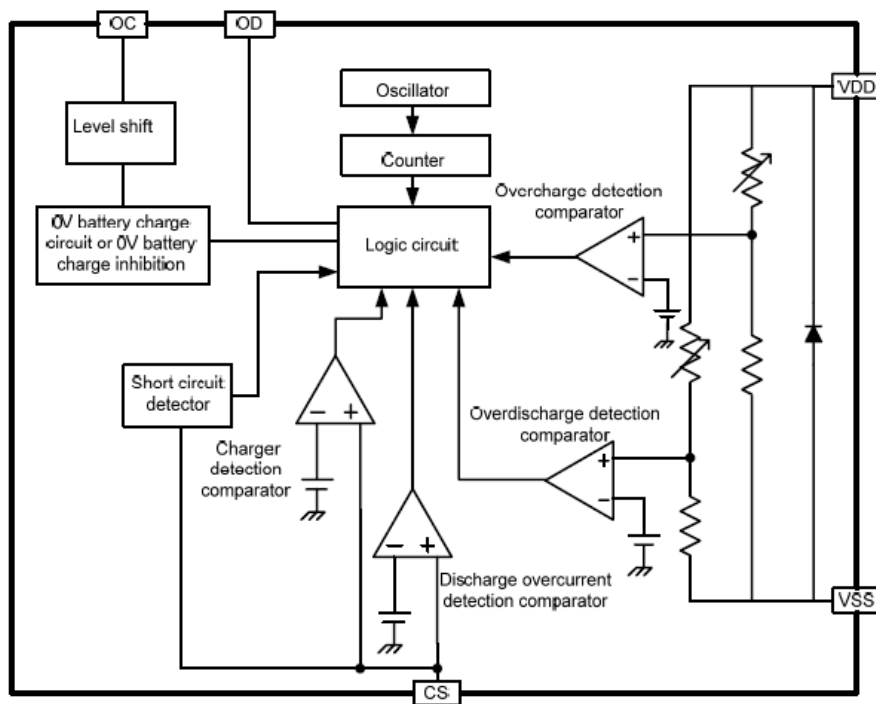 OC
OD
Oscillator
VDD
Level shift
Counter
Overcharge detection
comparator
0V battery charge
circuit or 0V battery
charge inhibition
Logic circuit
+
−
Short circuit
detector
Overdischarge detection
comparator
− +
+
−
Charger
detection
comparator
− +
Discharge overcurrent
detection comparator
VSS
CS